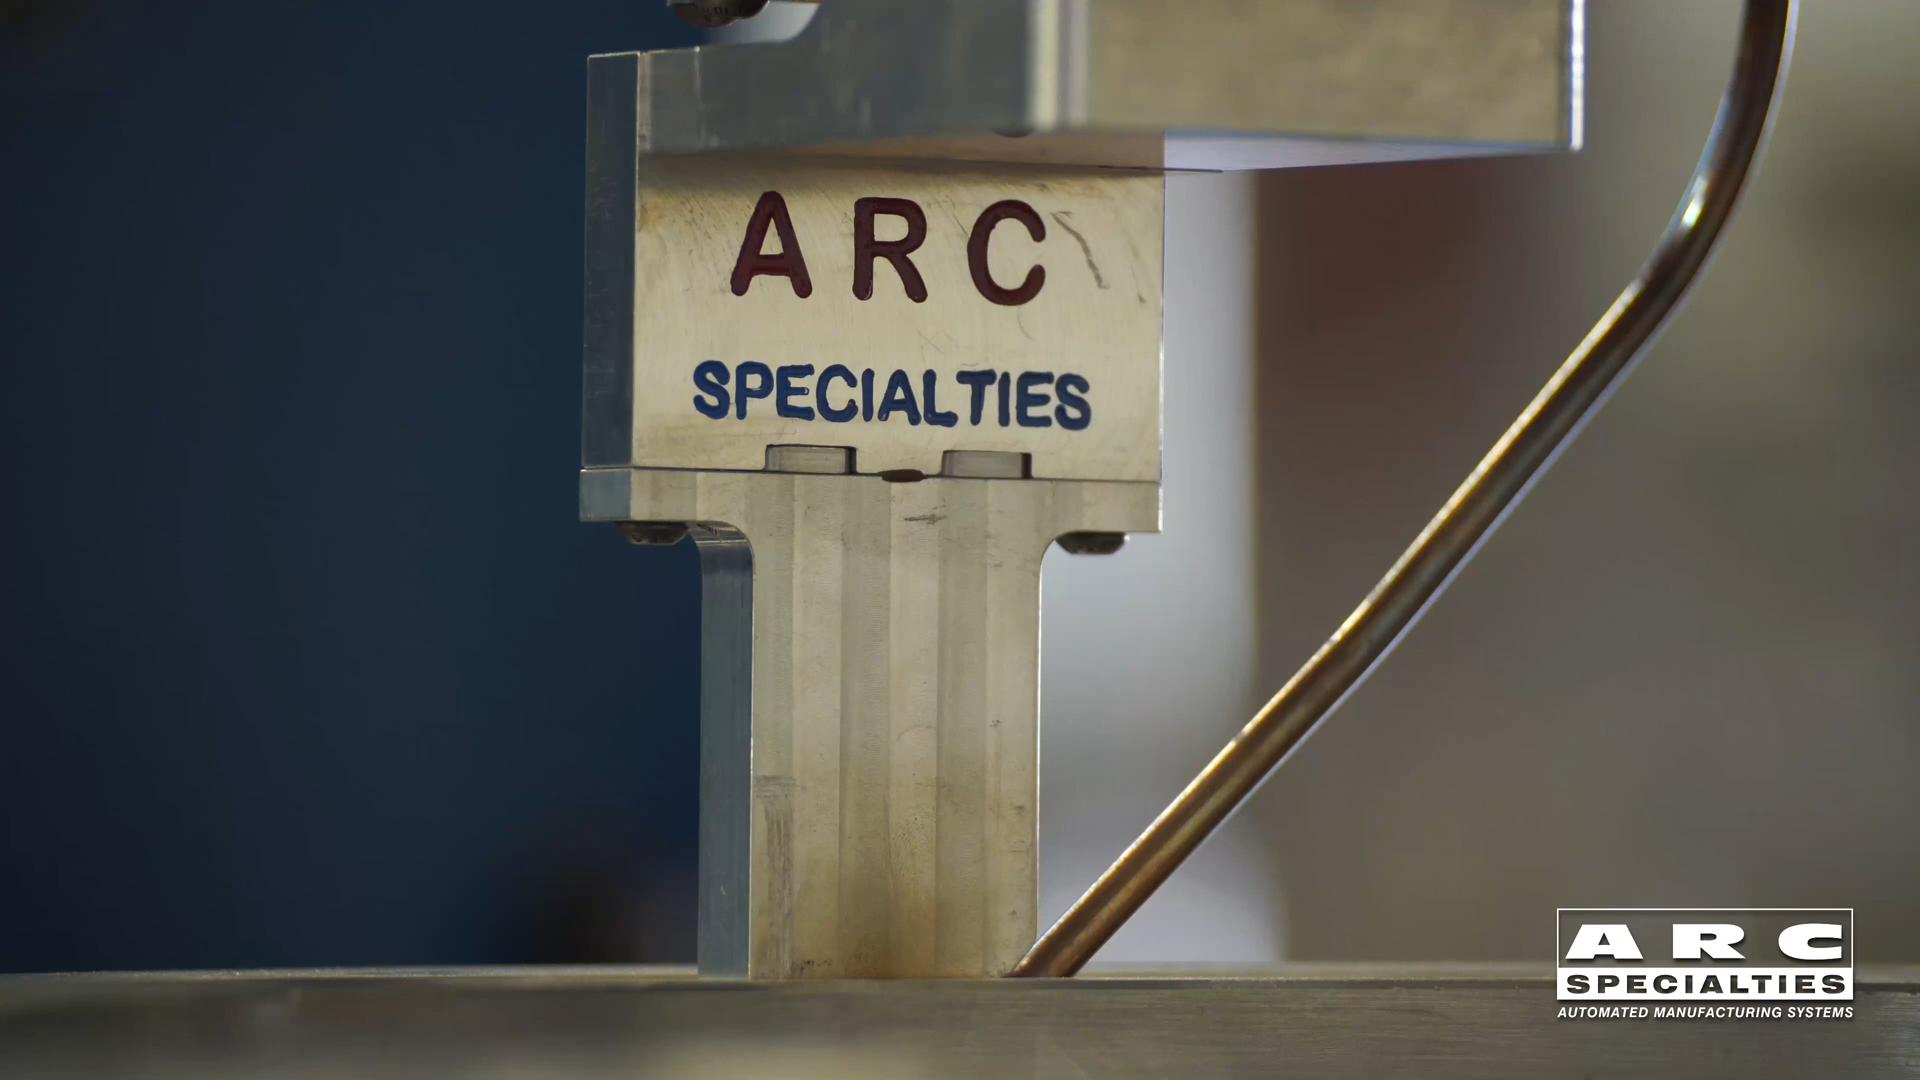 ARC
SPECIALTIES
ARC
SPECIALTIES
AUTOMATED MANUFACTURING SYSTEMS